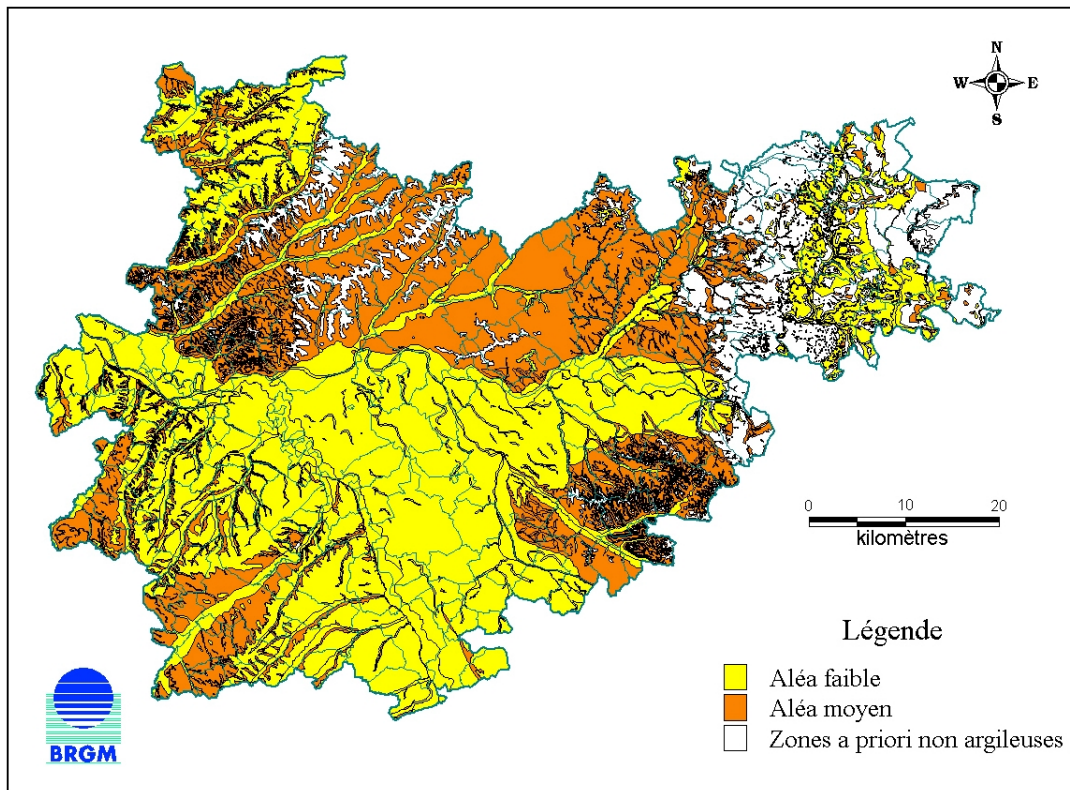 N
W E
S
0 10 20
kilomètres
Légende
Aléa faible
Aléa moyen
Zones a priori non argileuses
BRGM